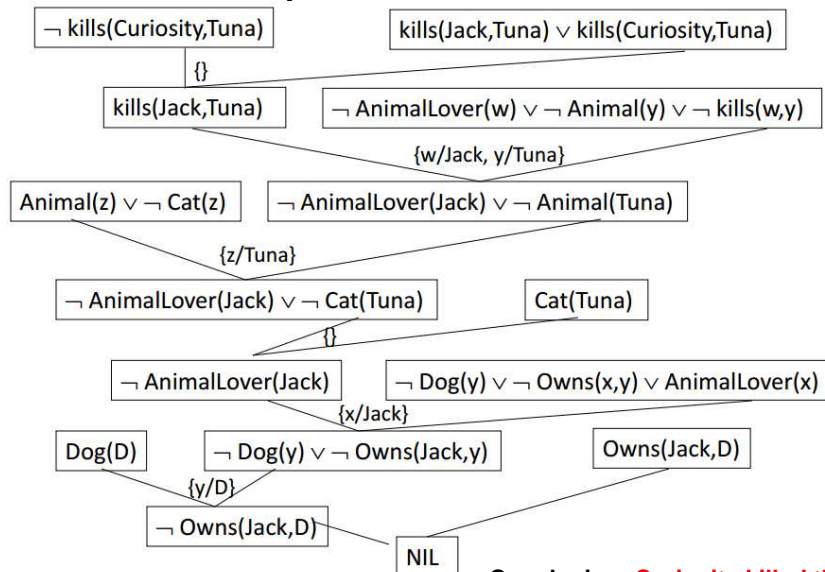 ¬ kills(Curiosity,Tuna)
kills(Jack,Tuna) ∨ kills(Curiosity,Tuna)
{}
kills(Jack,Tuna)
¬ AnimalLover(w) ∨ ¬ Animal(y) ∨ ¬ kills(w,y)
{w/Jack, y/Tuna}
Animal(z) ∨ ¬ Cat(z)
¬ AnimalLover(Jack) ∨ ¬ Animal(Tuna)
{z/Tuna}
¬ AnimalLover(Jack) ∨ ¬ Cat(Tuna)
Cat(Tuna)
{}
¬ AnimalLover(Jack)
¬ Dog(y) ∨ ¬ Owns(x,y) ∨ AnimalLover(x)
{x/Jack}
Dog(D)
¬ Dog(y) ∨ ¬ Owns(Jack,y)
Owns(Jack,D)
{y/D}
¬ Owns(Jack,D)
NIL